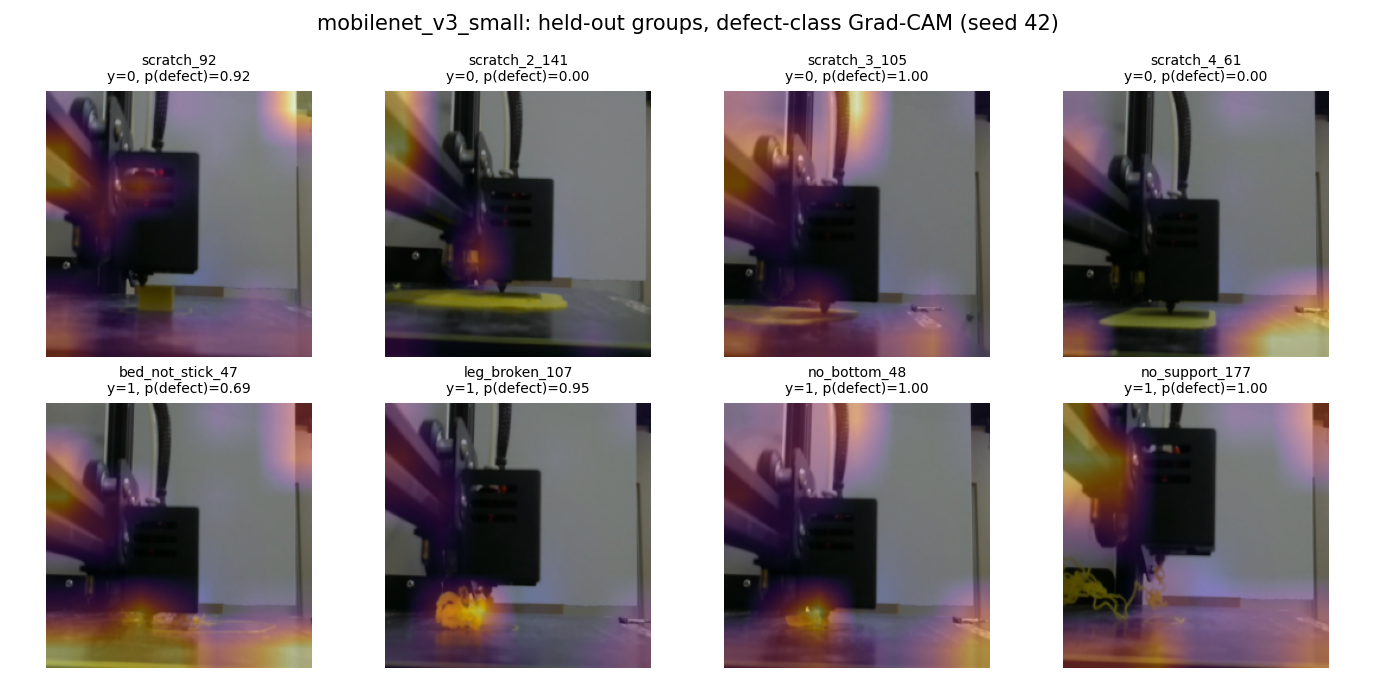 mobilenet_v3_small: held-out groups, defect-class Grad-CAM (seed 42)
scratch_92
y=0, p(defect)=0.92
scratch_2_141
y=0, p(defect)=0.00
scratch_3_105
y=0, p(defect)=1.00
scratch_4_61
y=0, p(defect)=0.00
bed_not_stick_47
y=1, p(defect)=0.69
leg_broken_107
y=1, p(defect)=0.95
no_bottom_48
y=1, p(defect)=1.00
no_support_177
y=1, p(defect)=1.00